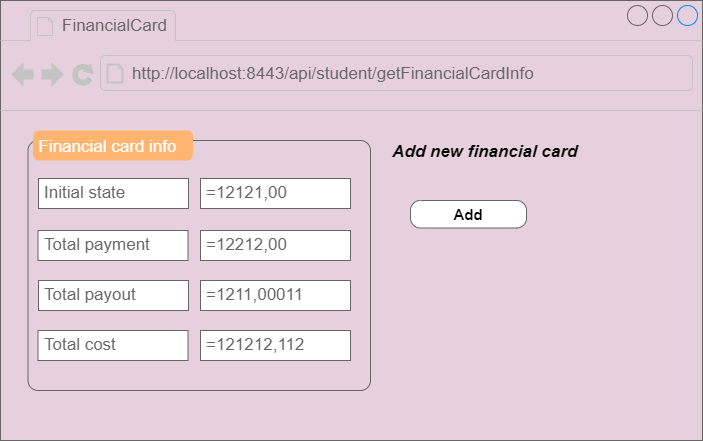 FinancialCard
http://localhost:8443/api/student/getFinancialCardInfo
Financial card info
Initial state
=12121,00
Total payment
=12212,00
Total payout
=1211,00011
Total cost
=121212,112
Add new financial card
Add